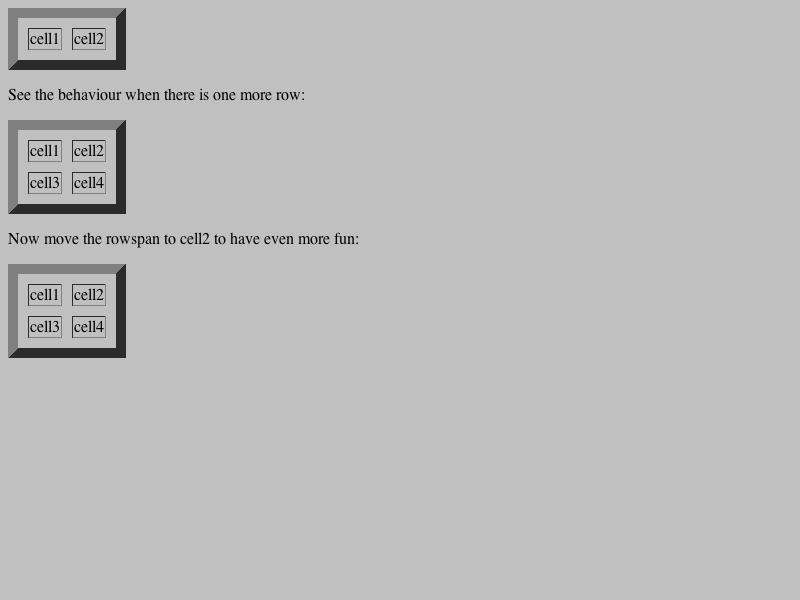 cell1 cell2
See the behaviour when there is one more row:
cell1 cell2
cell3 cell4
Now move the rowspan to cell2 to have even more fun:
cell1 cell2
cell3 cell4